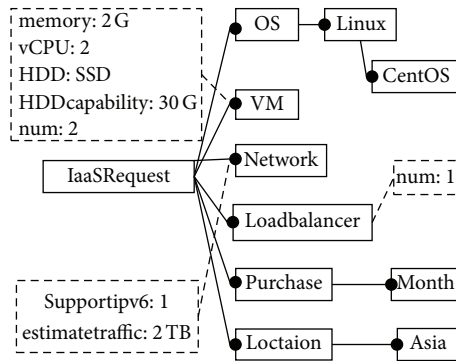 memory: 2 G
vCPU: 2
HDD: SSD
HDDcapability: 30 G
num: 2
OS
Linux
CentOS
VM
Network
IaaSRequest
num: 1
Loadbalancer
Supportipv6: 1
estimatetraffic: 2 TB
Purchase
Month
Loctaion
Asia